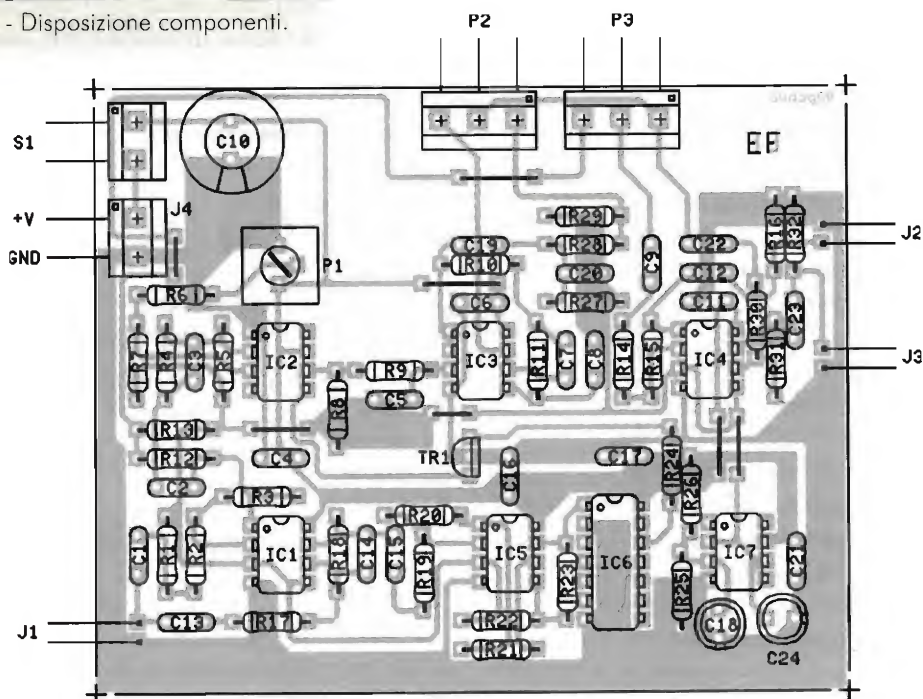 - Disposizione componenti.
P2 P3
S1 C10 EF
+V J4 R29 R16 R32 J2
GND P1 C19 R28 C9 C22
R10 C20 C12
R6 C6 R27 C11 R30 C23
R7 R4 C3 R5 IC2 R9 IC3 R11 C7 C8 R14 R15 IC4 R31 J3
R8 C5
R13
R12 C4 TR1 C16 C17 R24
C2 R3 R26
R20
C1 R1 R2 IC1 R18 C14 C15 R19 IC5 R23 IC6 R25 IC7 C21
J1 C13 R17 R22 C18
R21 C24